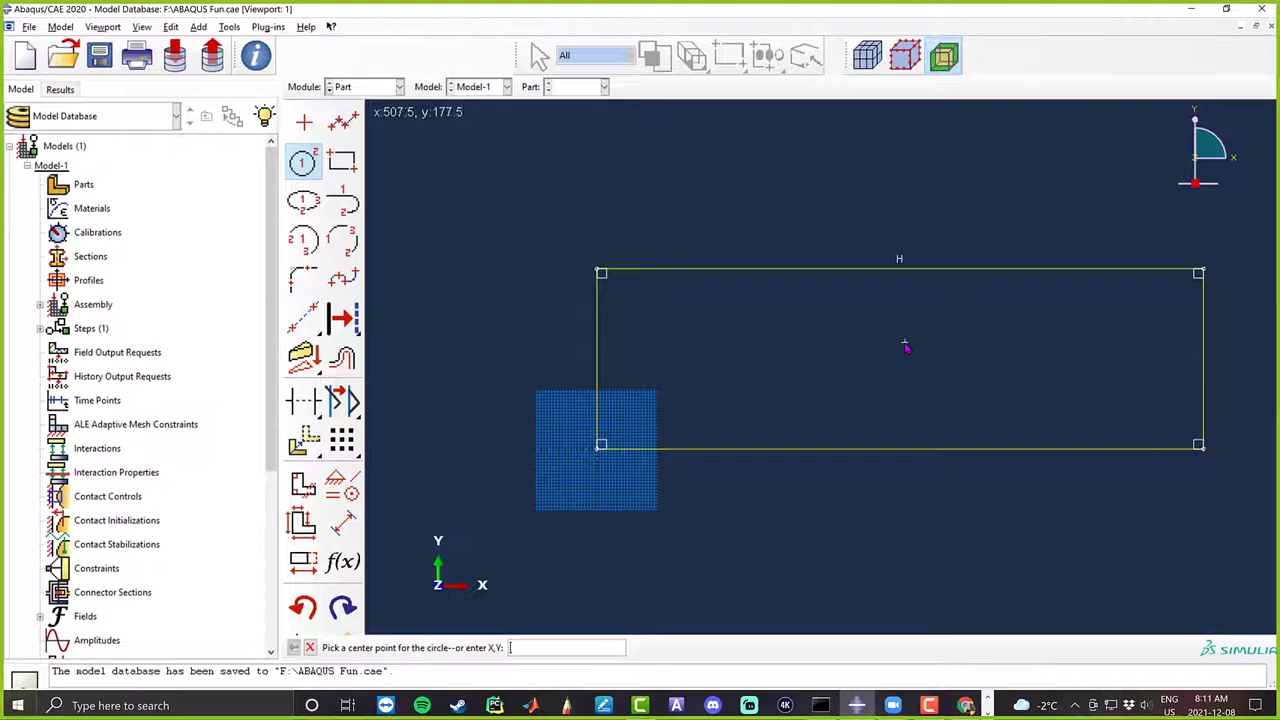 Abaqus/CAE 2020 - Model Database: F:\ABAQUS Fun.cae [Viewport: 1]
File Model Viewport View Edit Add Tools Plug-ins Help
All
Model Results
Module: Part Model: Model-1 Part:
Model Database
x:507.5, y:177.5
Models (1)
Model-1
Parts
Materials
Calibrations
Sections
Profiles
Assembly
Steps (1)
Field Output Requests
History Output Requests
Time Points
ALE Adaptive Mesh Constraints
Interactions
Interaction Properties
Contact Controls
Contact Initializations
Contact Stabilizations
Constraints
Connector Sections
Fields
Amplitudes
f(x)
H
Y
X
Z
Y
Z X
Pick a center point for the circle--or enter X,Y:
SIMULIA
The model database has been saved to "F:\ABAQUS Fun.cae".
Type here to search
-2°C
ENG
8:11 AM
2021-12-08